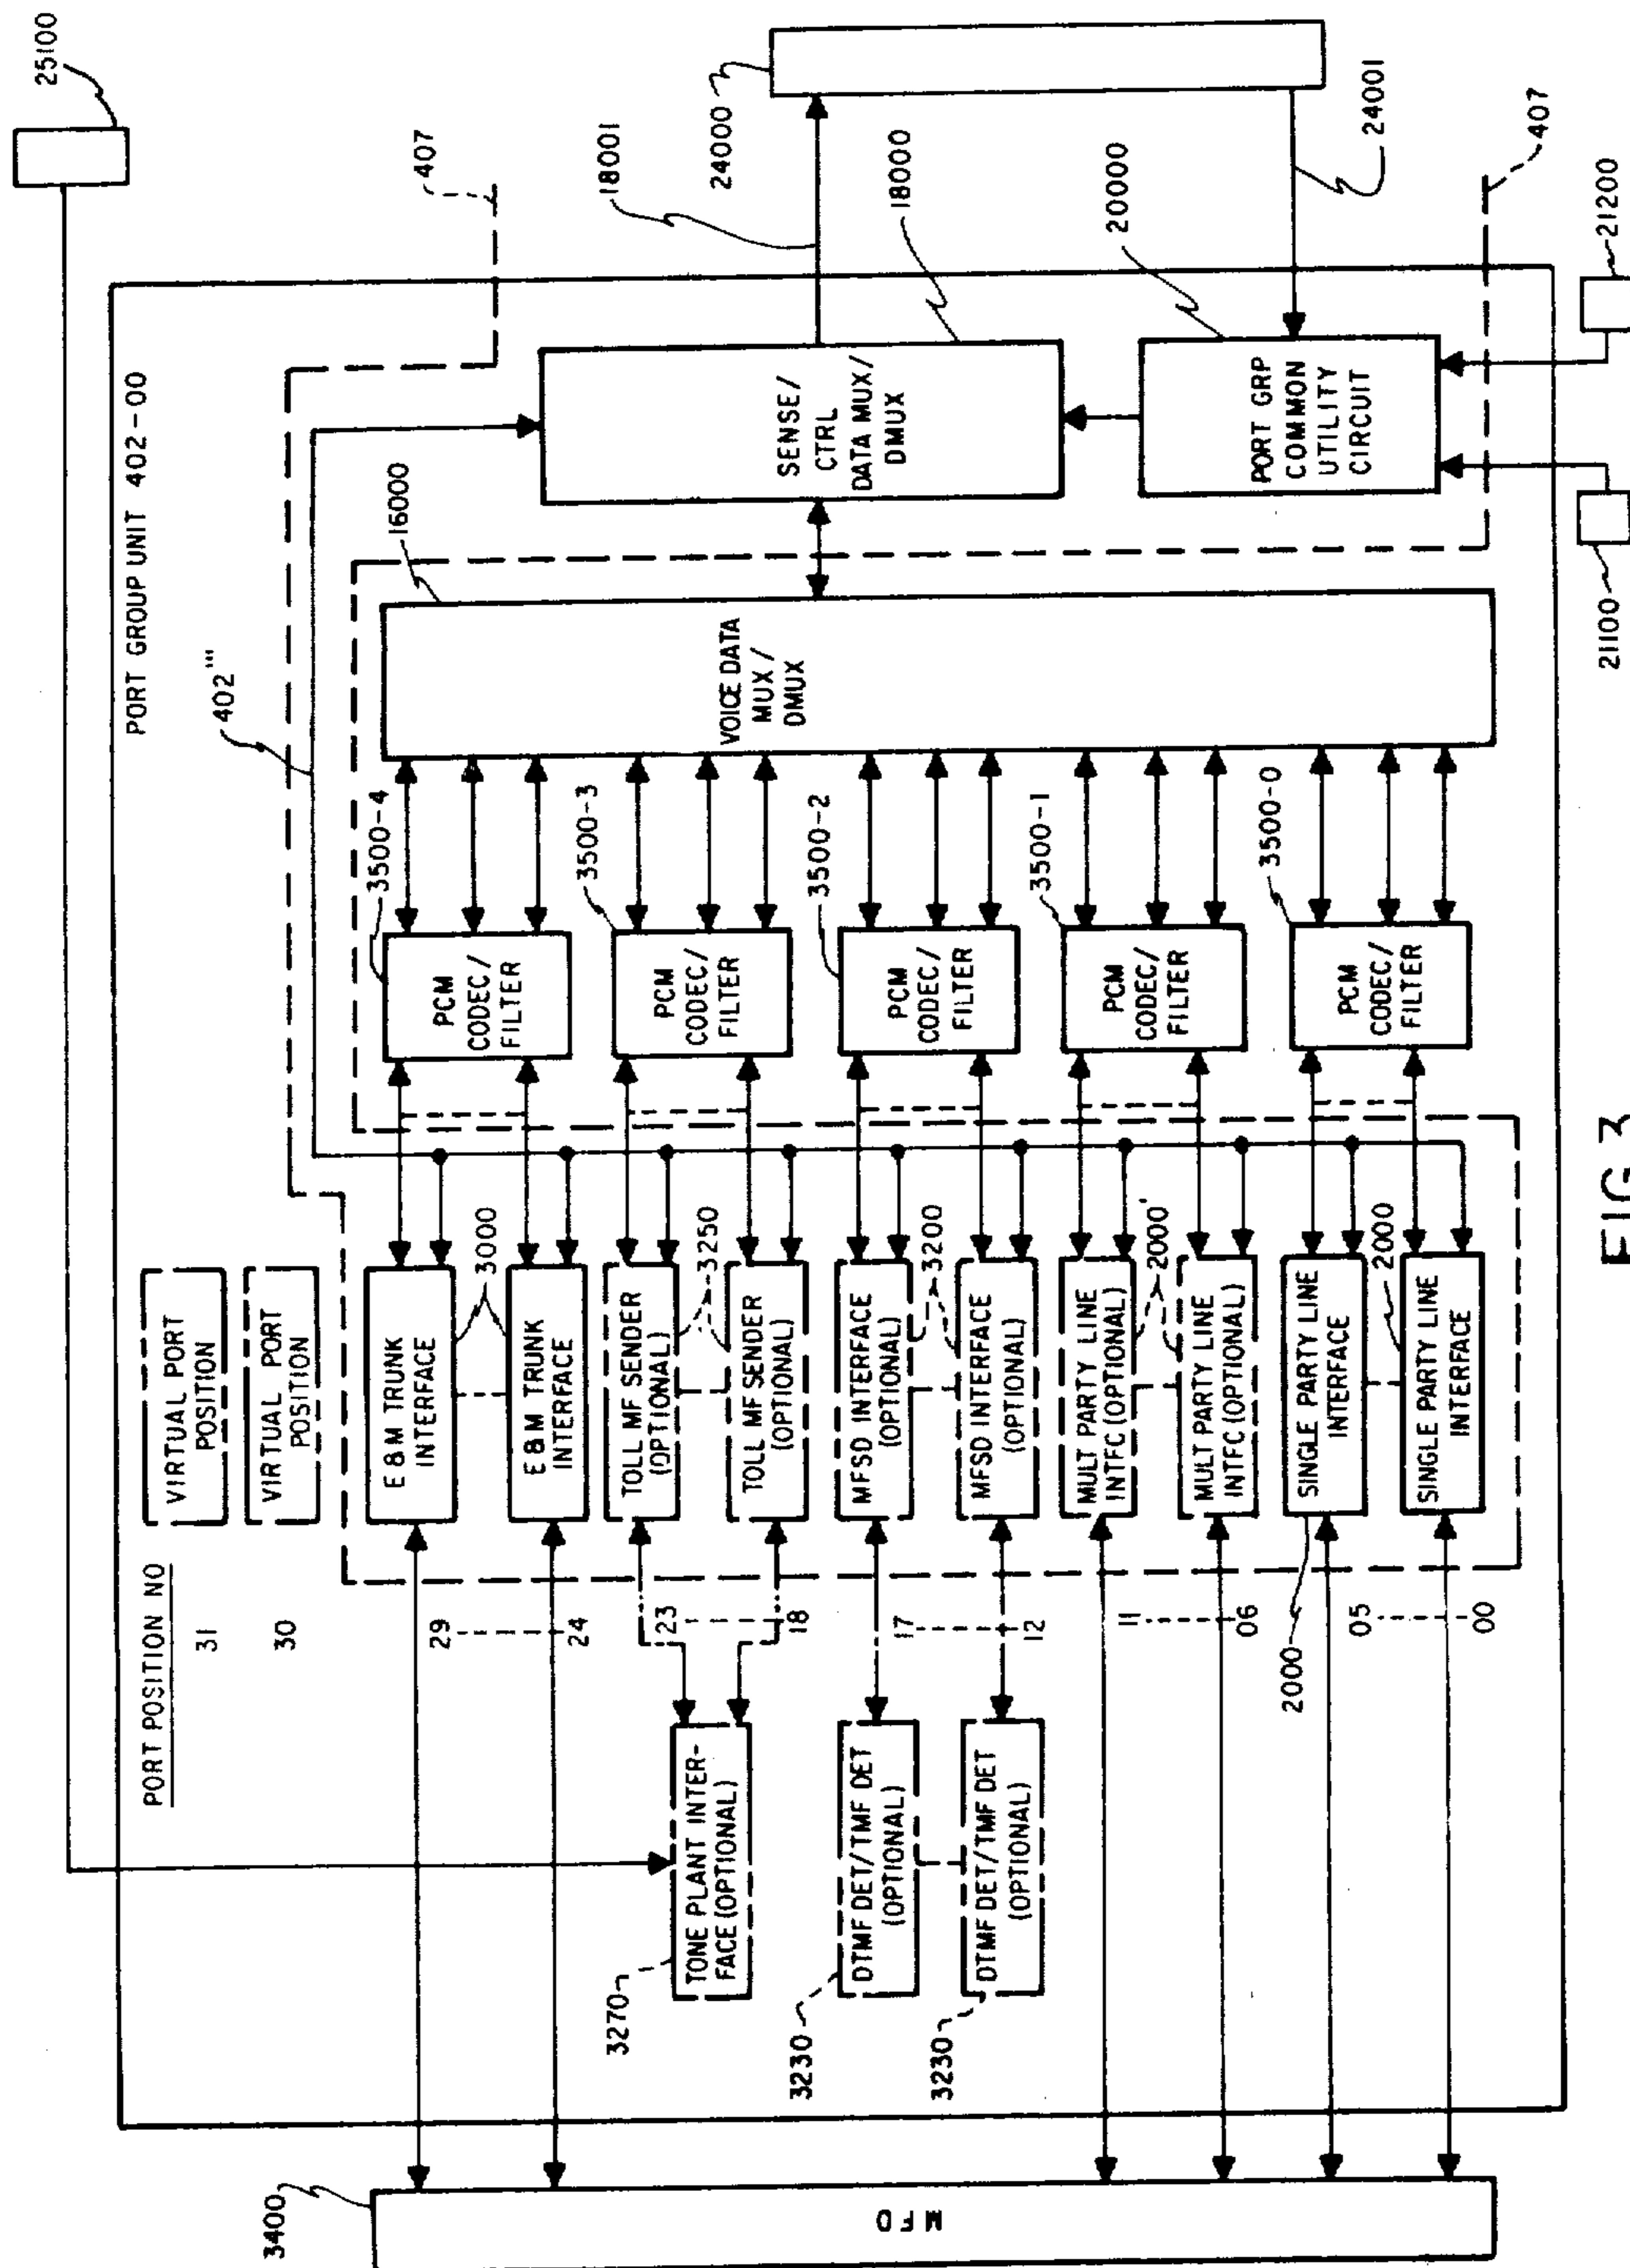 25100
PORT GROUP UNIT 402-00
407
402'''
18001
24000
16000
18000
20000
24001
407
21200
21100
SENSE/
CTRL
DATA MUX/
DMUX
PORT GRP
COMMON
UTILITY
CIRCUIT
VOICE DATA
MUX/
DMUX
3500-4
PCM
CODEC/
FILTER
3500-3
PCM
CODEC/
FILTER
3500-2
PCM
CODEC/
FILTER
3500-1
PCM
CODEC/
FILTER
3500-0
PCM
CODEC/
FILTER
PORT POSITION NO
31
VIRTUAL PORT
POSITION
30
VIRTUAL PORT
POSITION
29
E & M TRUNK
INTERFACE
3000
24
E & M TRUNK
INTERFACE
23
TOLL MF SENDER
(OPTIONAL)
3250
18
TOLL MF SENDER
(OPTIONAL)
17
MFSD INTERFACE
(OPTIONAL)
3200
12
MFSD INTERFACE
(OPTIONAL)
11
MULT PARTY LINE
INTFC (OPTIONAL)
2000'
06
MULT PARTY LINE
INTFC (OPTIONAL)
05
2000
SINGLE PARTY LINE
INTERFACE
2000
00
SINGLE PARTY LINE
INTERFACE
3270
TONE PLANT INTER-
FACE (OPTIONAL)
3230
DTMF DET/TMF DET
(OPTIONAL)
3230
DTMF DET/TMF DET
(OPTIONAL)
3400
MFD
FIG 3